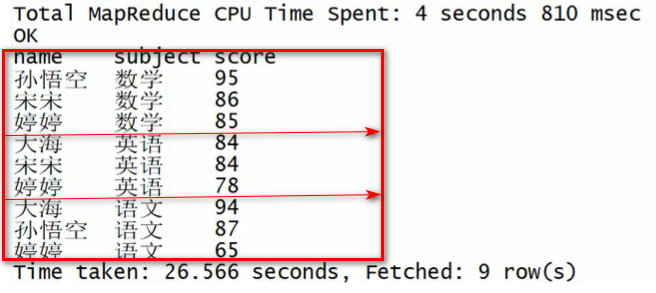 Total MapReduce CPU Time Spent: 4 seconds 810 msec
OK
name subject score
孙悟空 数学 95
宋宋 数学 86
婷婷 数学 85
大海 英语 84
宋宋 英语 84
婷婷 英语 78
大海 语文 94
孙悟空 语文 87
婷婷 语文 65
Time taken: 26.566 seconds, Fetched: 9 row(s)